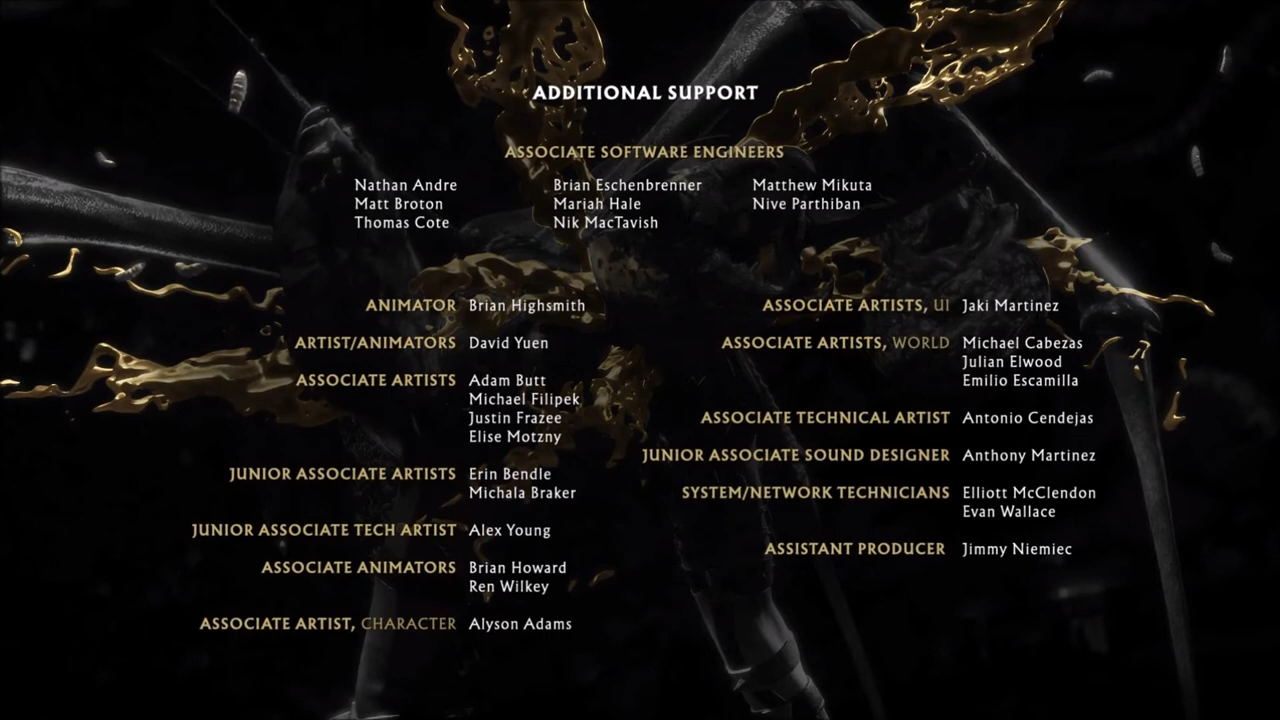 ADDITIONAL SUPPORT
ASSOCIATE SOFTWARE ENGINEERS
Nathan Andre
Matt Broton
Thomas Cote
Brian Eschenbrenner
Mariah Hale
Nik MacTavish
Matthew Mikuta
Nive Parthiban
ANIMATOR Brian Highsmith
ARTIST/ANIMATORS David Yuen
ASSOCIATE ARTISTS Adam Butt
Michael Filipek
Justin Frazee
Elise Motzny
JUNIOR ASSOCIATE ARTISTS Erin Bendle
Michala Braker
JUNIOR ASSOCIATE TECH ARTIST Alex Young
ASSOCIATE ANIMATORS Brian Howard
Ren Wilkey
ASSOCIATE ARTIST, CHARACTER Alyson Adams
ASSOCIATE ARTISTS, UI Jaki Martinez
ASSOCIATE ARTISTS, WORLD Michael Cabezas
Julian Elwood
Emilio Escamilla
ASSOCIATE TECHNICAL ARTIST Antonio Cendejas
JUNIOR ASSOCIATE SOUND DESIGNER Anthony Martinez
SYSTEM/NETWORK TECHNICIANS Elliott McClendon
Evan Wallace
ASSISTANT PRODUCER Jimmy Niemiec